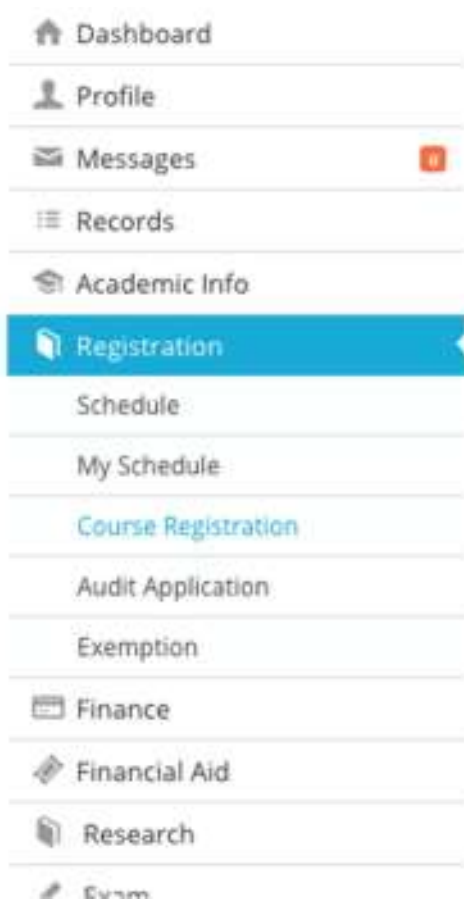 Dashboard
Profile
Messages
Records
Academic Info
Registration
Schedule
My Schedule
Course Registration
Audit Application
Exemption
Finance
Financial Aid
Research
Exam